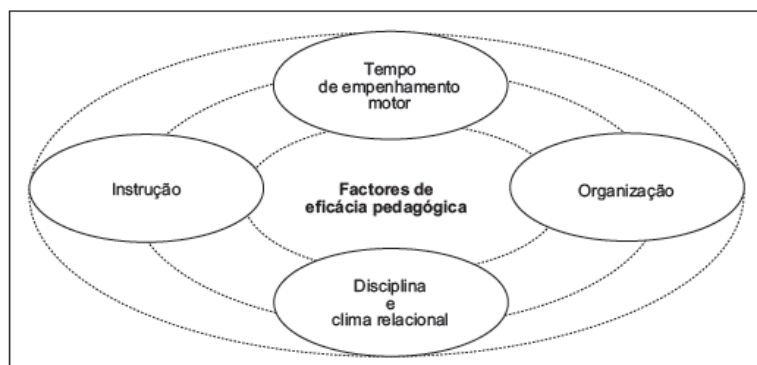 Tempo
de empenhamento
motor
Instrução
Factores de
eficácia pedagógica
Organização
Disciplina
e
clima relacional